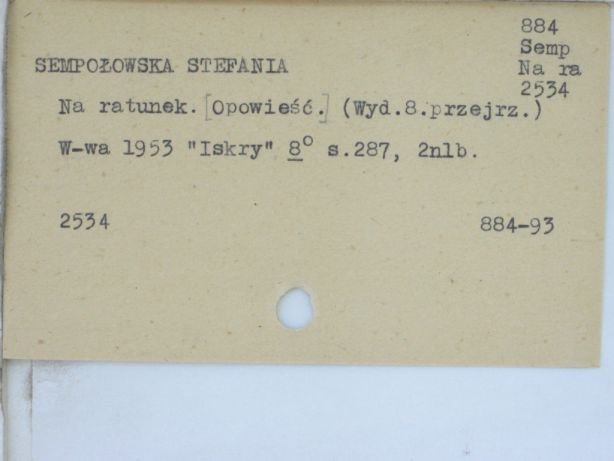 884
Semp
SEMPOŁOWSKA STEFANIA Na ra
2534
Na ratunek. [Opowieść.] (Wyd.8.przejrz.)
W-wa 1953 "Iskry" 8° s.287, 2nlb.
2534 884-93